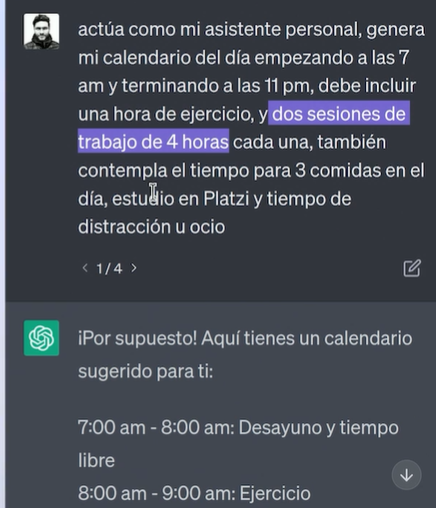 actúa como mi asistente personal, genera
mi calendario del día empezando a las 7
am y terminando a las 11 pm, debe incluir
una hora de ejercicio, y dos sesiones de
trabajo de 4 horas cada una, también
contempla el tiempo para 3 comidas en el
día, estudio en Platzi y tiempo de
distracción u ocio
< 1/4 >
¡Por supuesto! Aquí tienes un calendario
sugerido para ti:
7:00 am - 8:00 am: Desayuno y tiempo
libre
8:00 am - 9:00 am: Ejercicio